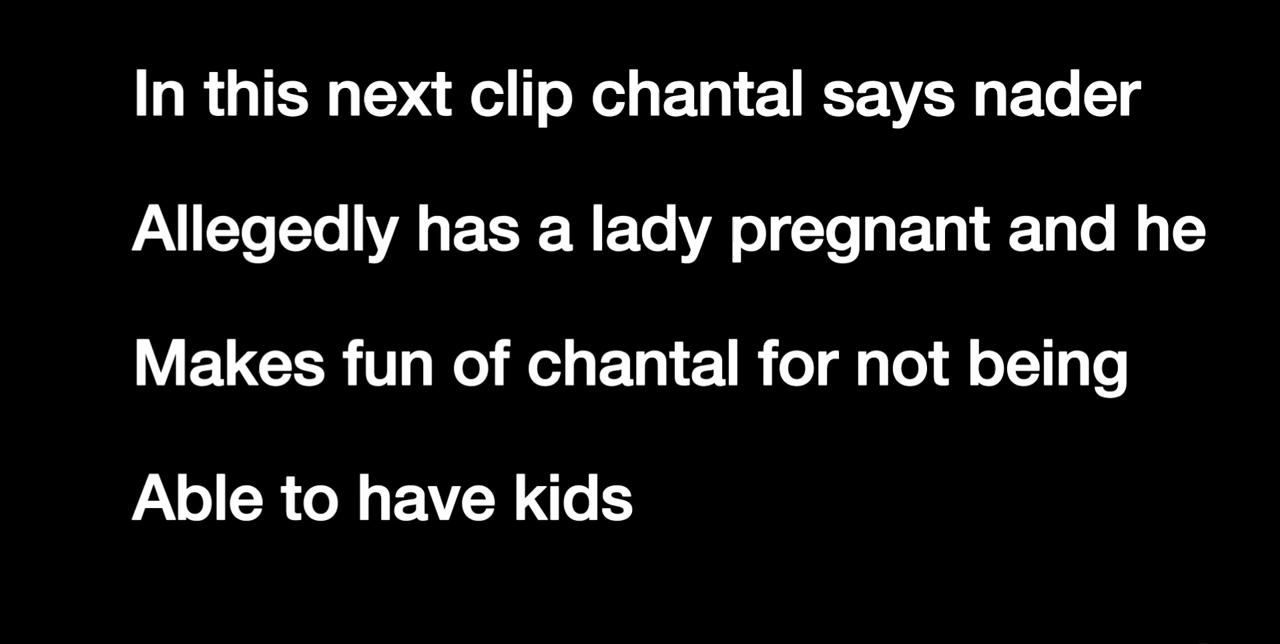 In this next clip chantal says nader
Allegedly has a lady pregnant and he
Makes fun of chantal for not being
Able to have kids